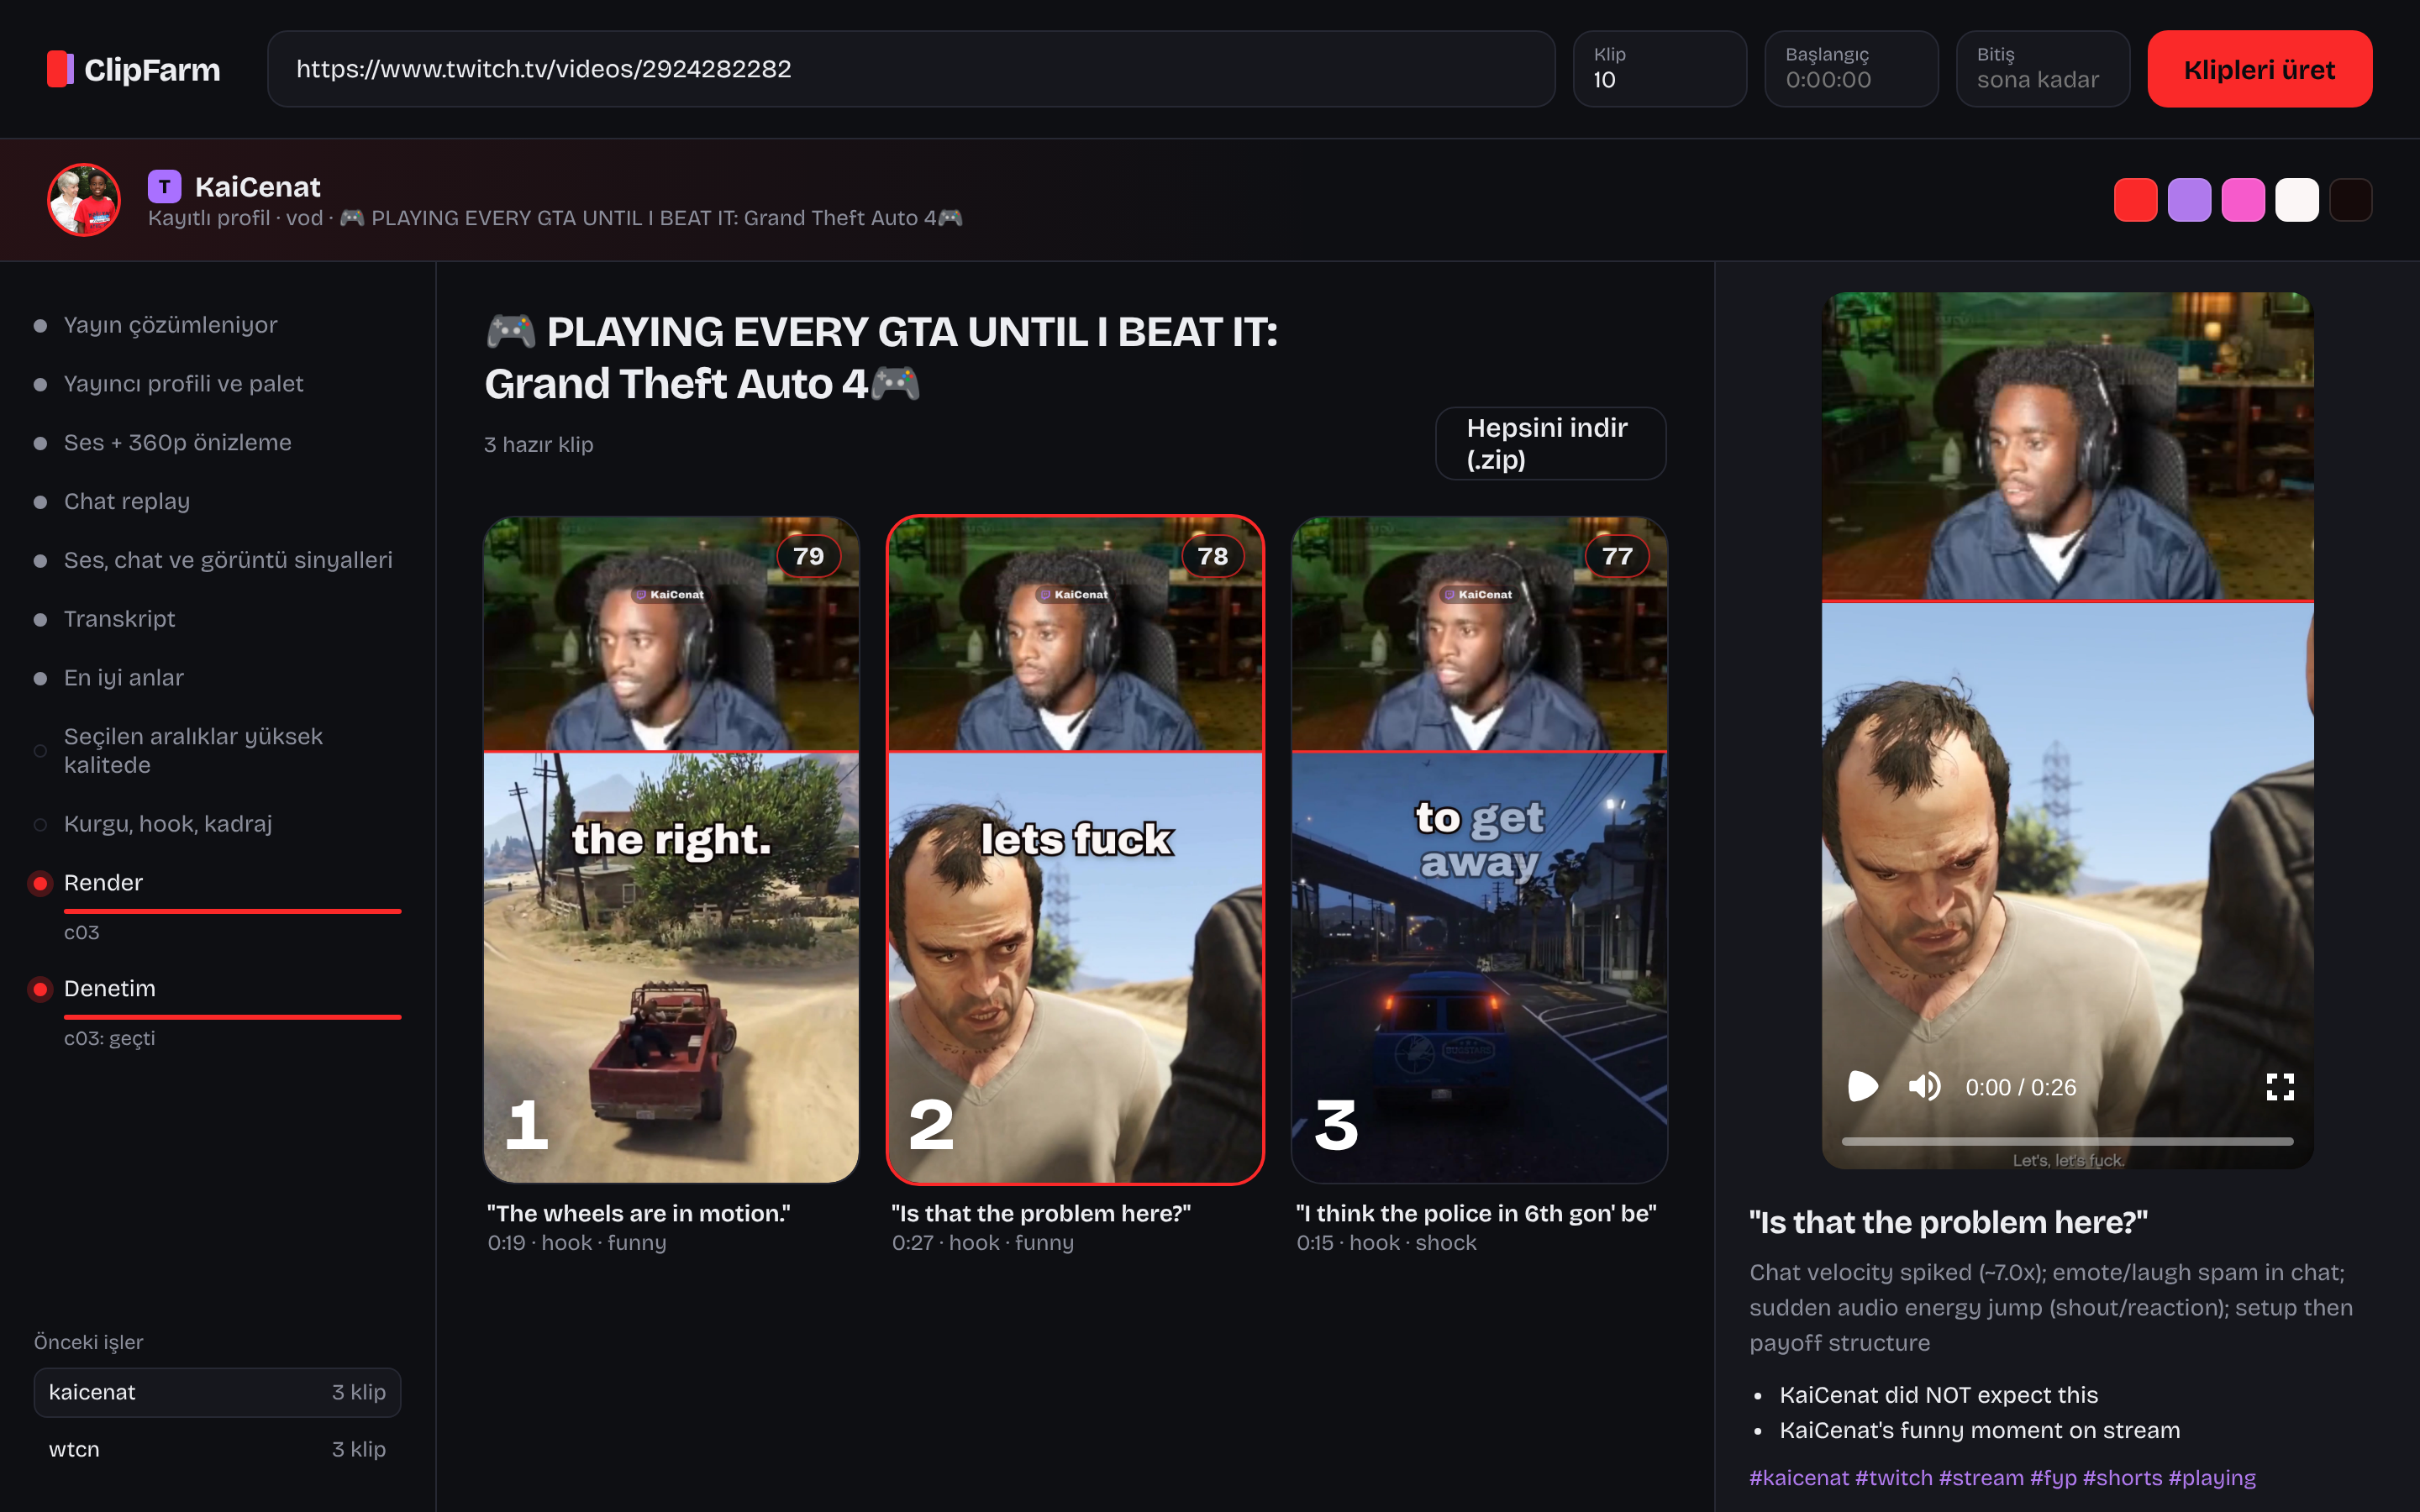 ClipFarm
https://www.twitch.tv/videos/2924282282
Klip
10
Başlangıç
0:00:00
Bitiş
sona kadar
Klipleri üret
T KaiCenat
Kayıtlı profil · vod · 🎮 PLAYING EVERY GTA UNTIL I BEAT IT: Grand Theft Auto 4🎮
Yayın çözümleniyor
Yayıncı profili ve palet
Ses + 360p önizleme
Chat replay
Ses, chat ve görüntü sinyalleri
Transkript
En iyi anlar
Seçilen aralıklar yüksek
kalitede
Kurgu, hook, kadraj
Render
c03
Denetim
c03: geçti
Önceki işler
kaicenat 3 klip
wtcn 3 klip
🎮 PLAYING EVERY GTA UNTIL I BEAT IT:
Grand Theft Auto 4🎮
3 hazır klip
Hepsini indir
(.zip)
79
KaiCenat
the right.
1
"The wheels are in motion."
0:19 · hook · funny
78
KaiCenat
lets fuck
2
"Is that the problem here?"
0:27 · hook · funny
77
KaiCenat
to get
away
3
"I think the police in 6th gon' be"
0:15 · hook · shock
0:00 / 0:26
Let's, let's fuck.
"Is that the problem here?"
Chat velocity spiked (~7.0x); emote/laugh spam in chat;
sudden audio energy jump (shout/reaction); setup then
payoff structure
• KaiCenat did NOT expect this
• KaiCenat's funny moment on stream
#kaicenat #twitch #stream #fyp #shorts #playing